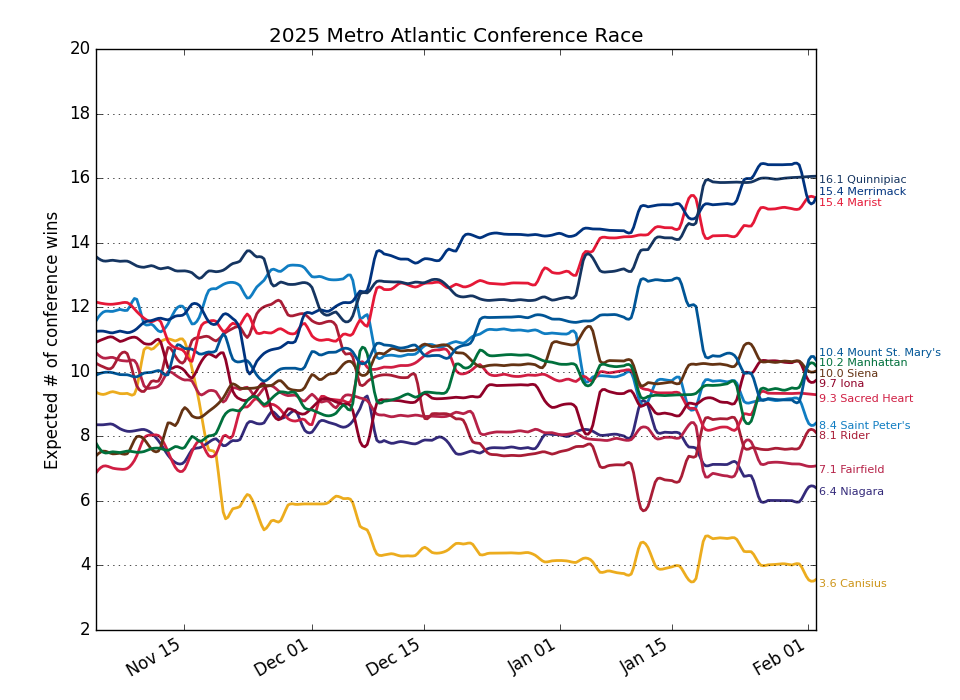 2025 Metro Atlantic Conference Race
Expected # of conference wins
20
18
16
14
12
10
8
6
4
2
Nov 15
Dec 01
Dec 15
Jan 01
Jan 15
Feb 01
16.1 Quinnipiac
15.4 Merrimack
15.4 Marist
10.4 Mount St. Mary's
10.2 Manhattan
10.0 Siena
9.7 Iona
9.3 Sacred Heart
8.4 Saint Peter's
8.1 Rider
7.1 Fairfield
6.4 Niagara
3.6 Canisius